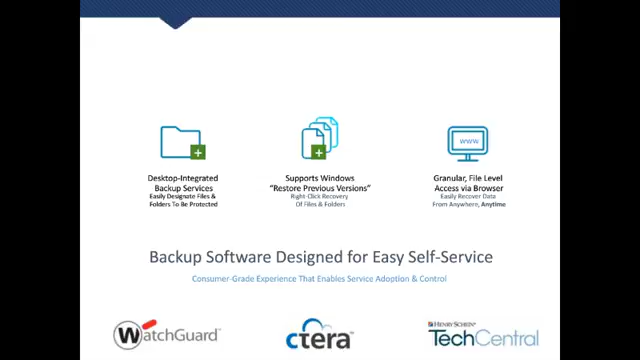 www
Desktop-Integrated
Backup Services
Easily Designate Files &
Folders To Be Protected
Supports Windows
"Restore Previous Versions"
Right-Click Recovery
Of Files & Folders
Granular, File Level
Access via Browser
Easily Recover Data
From Anywhere, Anytime
Backup Software Designed for Easy Self-Service
Consumer-Grade Experience That Enables Service Adoption & Control
WatchGuard
ctera
HENRY SCHEIN
TechCentral